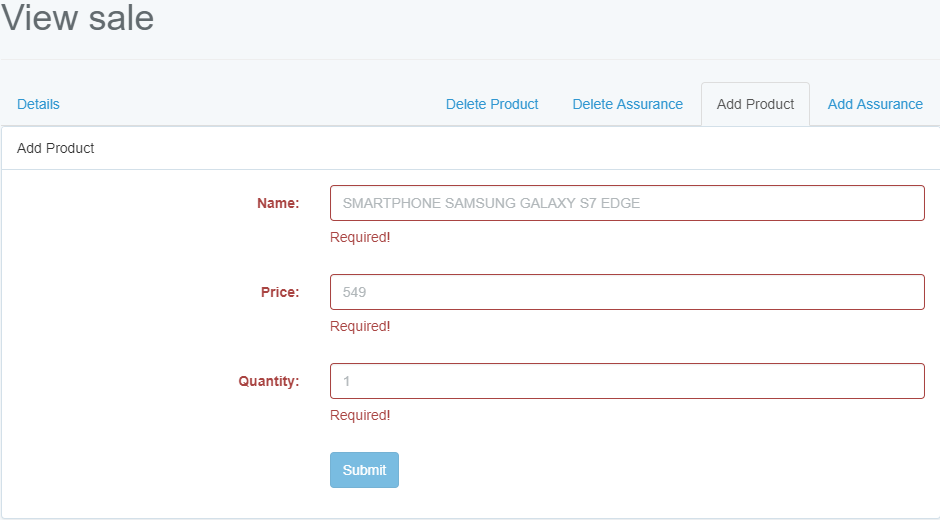 View sale
Details Delete Product Delete Assurance Add Product Add Assurance
Add Product
Name: SMARTPHONE SAMSUNG GALAXY S7 EDGE
Required!
Price: 549
Required!
Quantity: 1
Required!
Submit